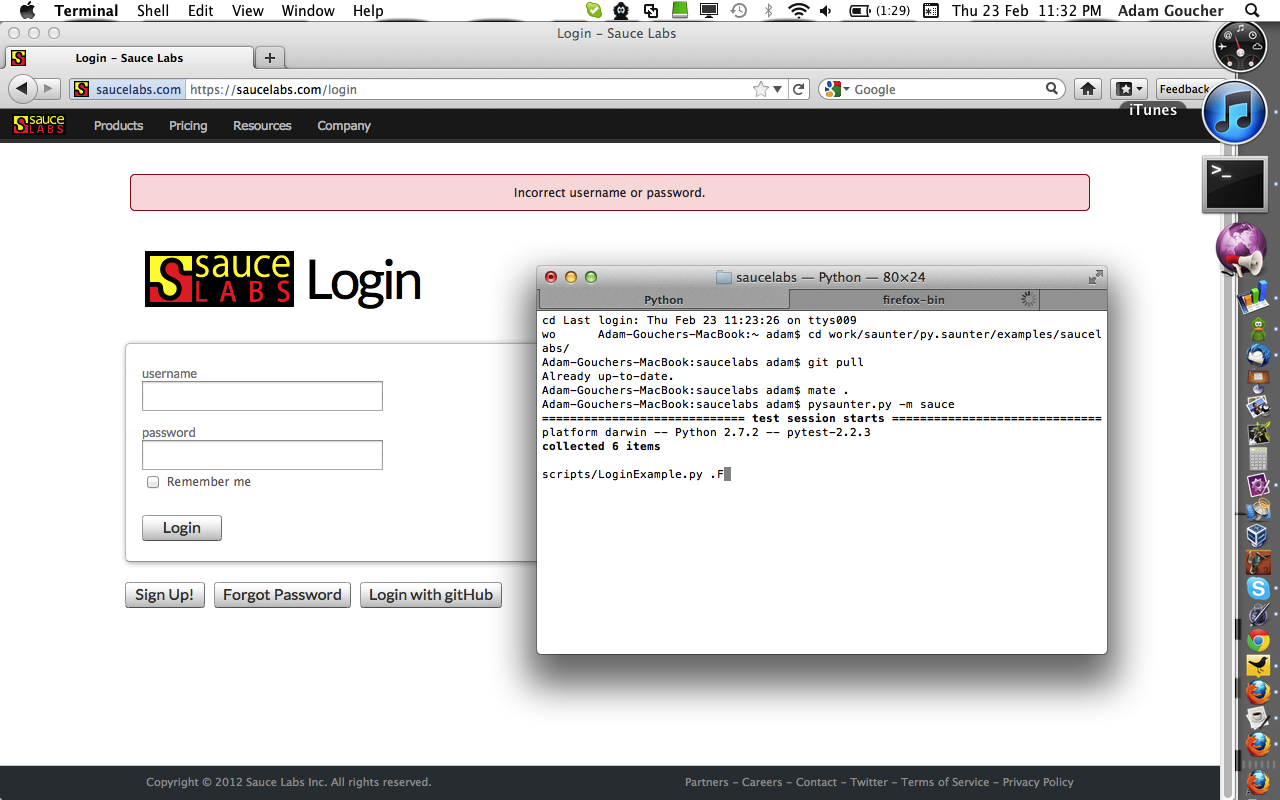 Terminal Shell Edit View Window Help (1:29) Thu 23 Feb 11:32 PM Adam Goucher
Login – Sauce Labs
Login – Sauce Labs
saucelabs.com https://saucelabs.com/login Google Feedback
iTunes
sauce LABS Products Pricing Resources Company
Incorrect username or password.
sauce LABS Login
username
password
Remember me
Login
Sign Up! Forgot Password Login with gitHub
saucelabs — Python — 80×24
Python firefox-bin
cd Last login: Thu Feb 23 11:23:26 on ttys009
wo Adam-Gouchers-MacBook:~ adam$ cd work/saunter/py.saunter/examples/saucel
abs/
Adam-Gouchers-MacBook:saucelabs adam$ git pull
Already up-to-date.
Adam-Gouchers-MacBook:saucelabs adam$ mate .
Adam-Gouchers-MacBook:saucelabs adam$ pysaunter.py -m sauce
============================= test session starts ==============================
platform darwin -- Python 2.7.2 -- pytest-2.2.3
collected 6 items
scripts/LoginExample.py .F
Copyright © 2012 Sauce Labs Inc. All rights reserved. Partners – Careers – Contact – Twitter – Terms of Service – Privacy Policy